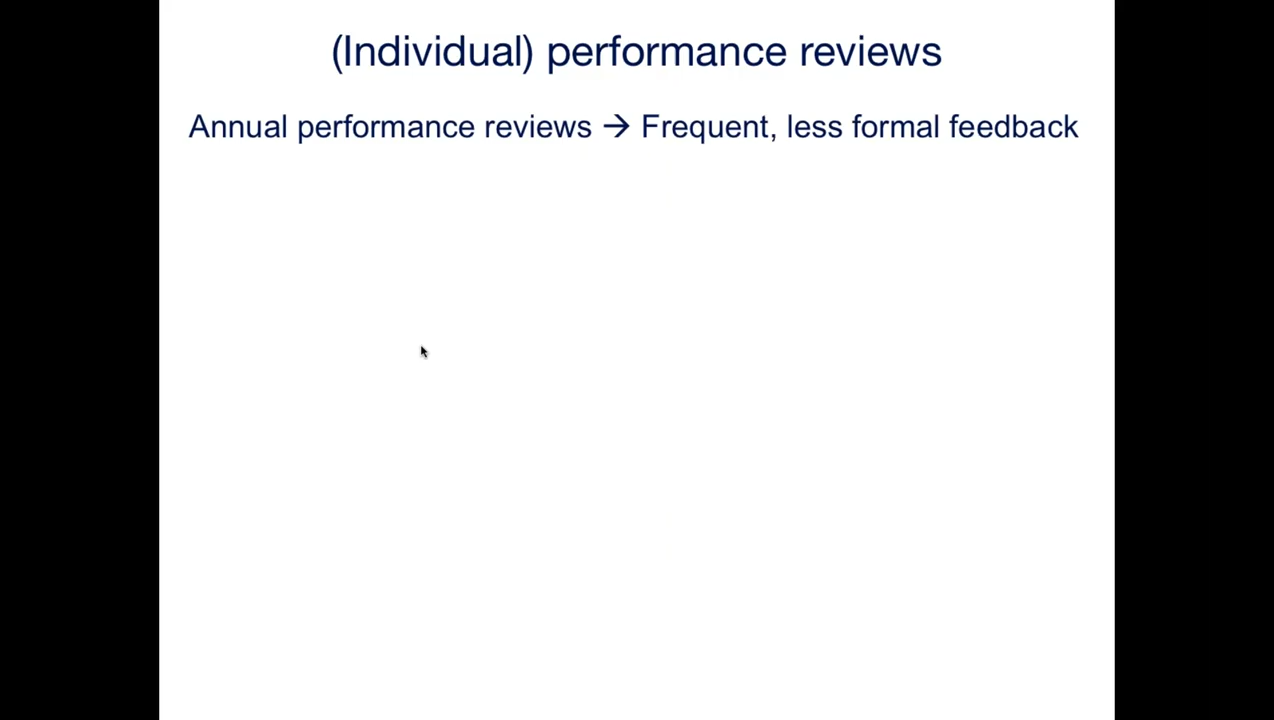 (Individual) performance reviews
Annual performance reviews → Frequent, less formal feedback